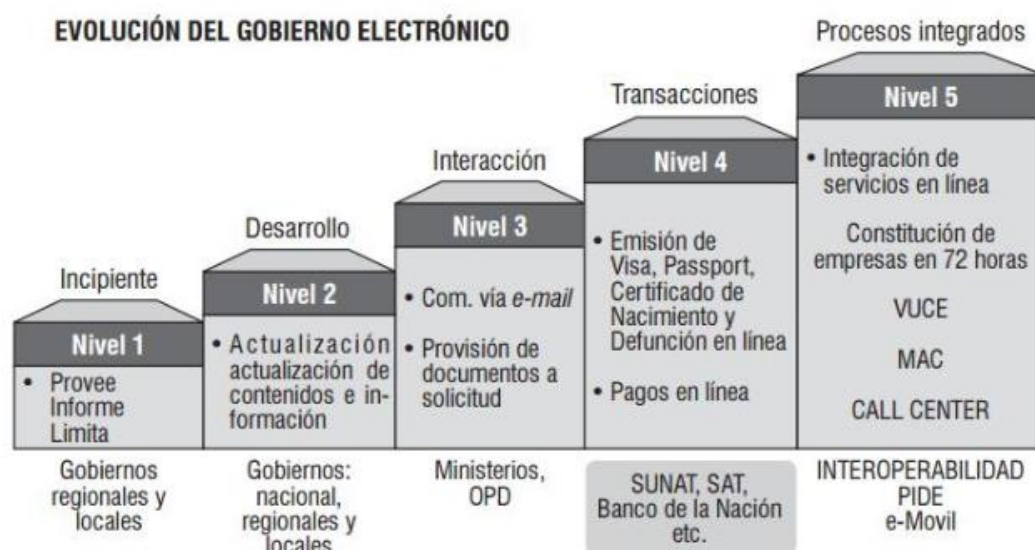 EVOLUCIÓN DEL GOBIERNO ELECTRÓNICO
Incipiente
Nivel 1
• Provee
Informe
Limita
Gobiernos
regionales y
locales
Desarrollo
Nivel 2
• Actualización
actualización de
contenidos e in-
formación
Gobiernos:
nacional,
regionales y
locales
Interacción
Nivel 3
• Com. vía e-mail
• Provisión de
documentos a
solicitud
Ministerios,
OPD
Transacciones
Nivel 4
• Emisión de
Visa, Passport,
Certificado de
Nacimiento y
Defunción en línea
• Pagos en línea
SUNAT, SAT,
Banco de la Nación
etc.
Procesos integrados
Nivel 5
• Integración de
servicios en línea
Constitución de
empresas en 72 horas
VUCE
MAC
CALL CENTER
INTEROPERABILIDAD
PIDE
e-Movil